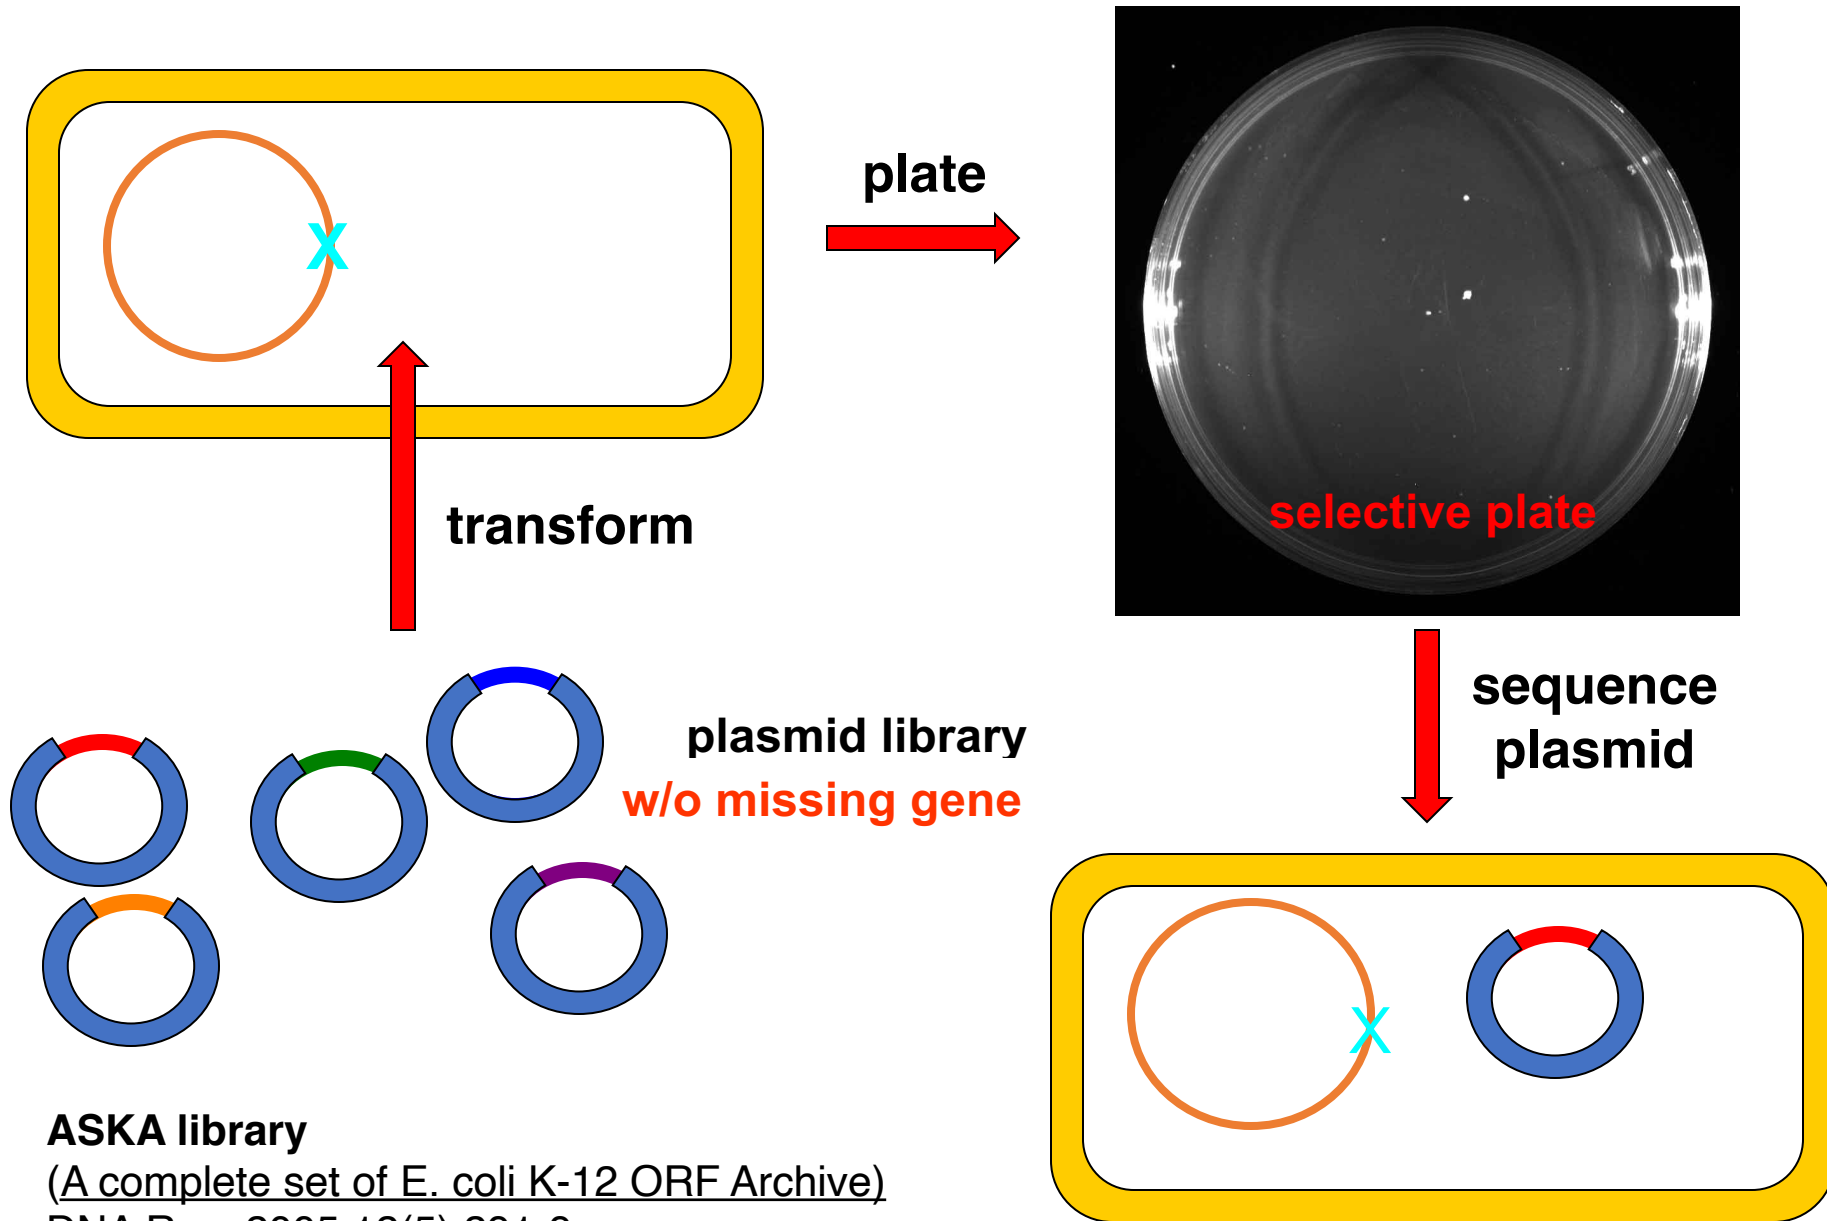 plate
X
selective plate
transform
sequence
plasmid
plasmid library
w/o missing gene
X
ASKA library
(A complete set of E. coli K-12 ORF Archive)